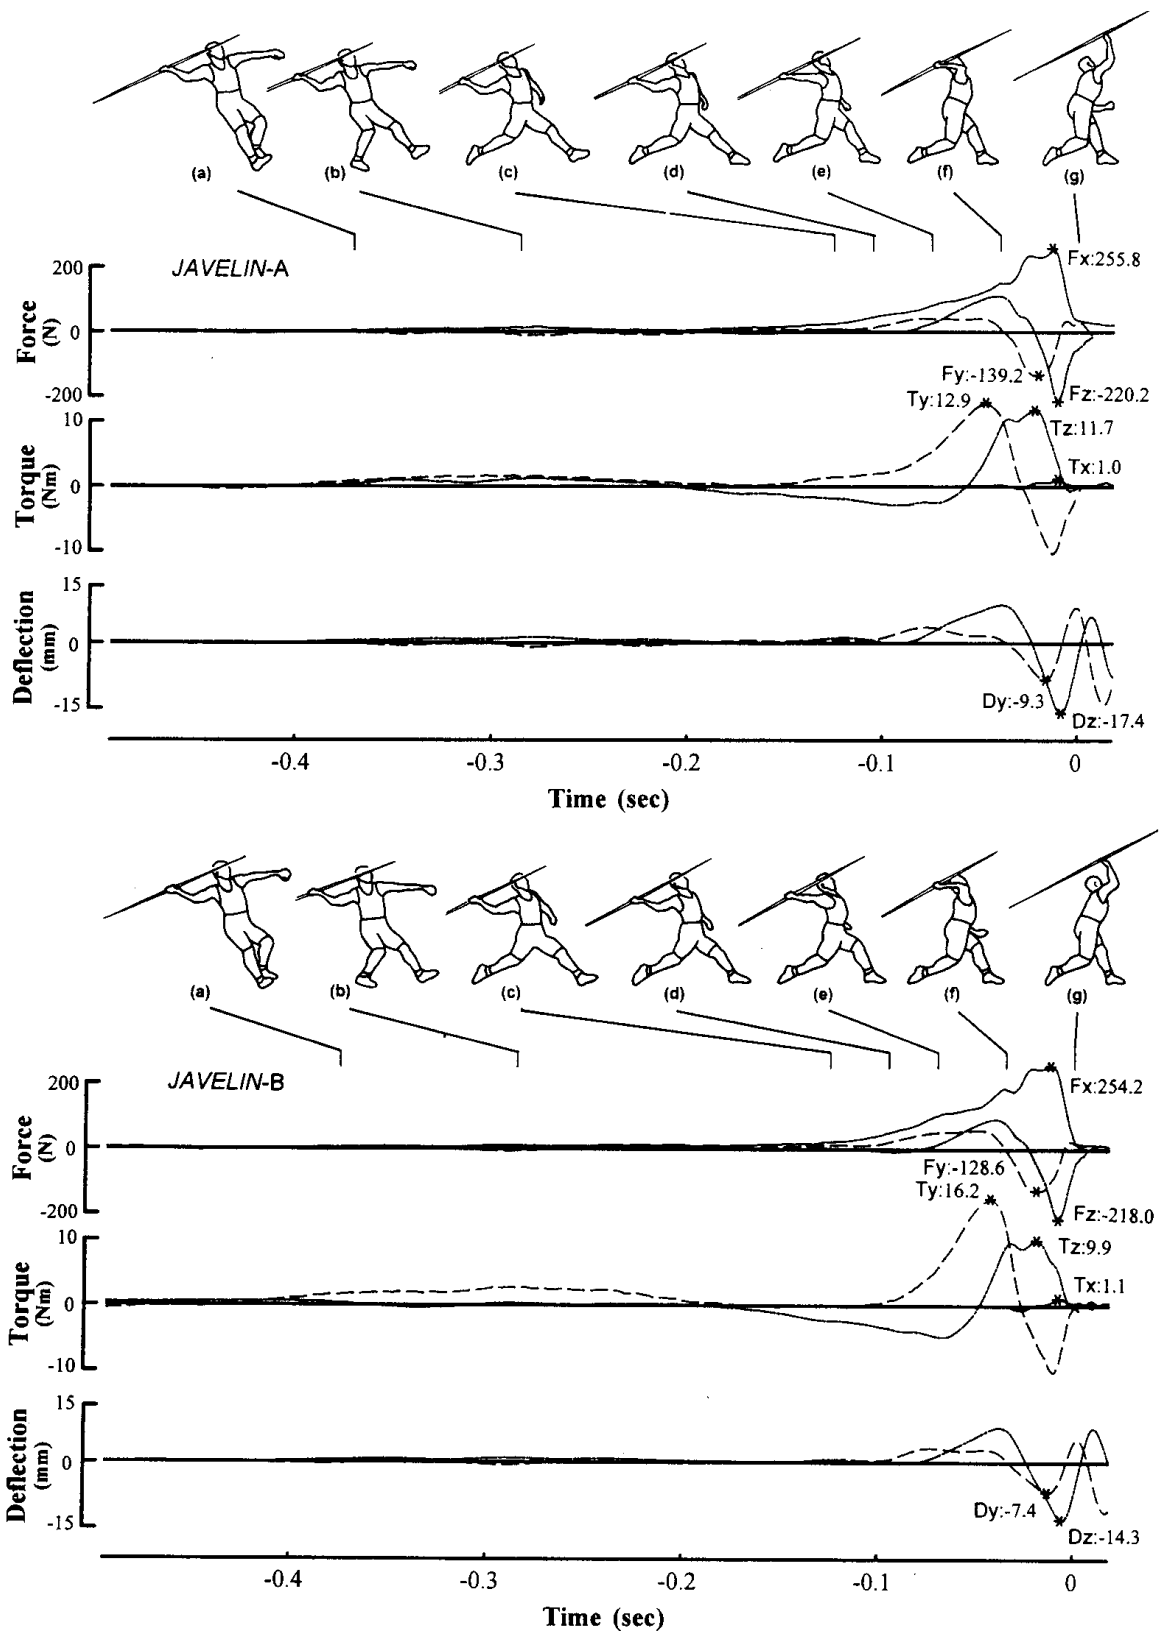 (a) (b) (c) (d) (e) (f) (g)
JAVELIN-A
Force
(N)
200
0
-200
Fx:255.8
Fy:-139.2
Fz:-220.2
Torque
(Nm)
10
0
-10
Ty:12.9
Tz:11.7
Tx:1.0
Deflection
(mm)
15
0
-15
Dy:-9.3
Dz:-17.4
-0.4 -0.3 -0.2 -0.1 0
Time (sec)
(a) (b) (c) (d) (e) (f) (g)
JAVELIN-B
Force
(N)
200
0
-200
Fx:254.2
Fy:-128.6
Fz:-218.0
Torque
(Nm)
10
0
-10
Ty:16.2
Tz:9.9
Tx:1.1
Deflection
(mm)
15
0
-15
Dy:-7.4
Dz:-14.3
-0.4 -0.3 -0.2 -0.1 0
Time (sec)